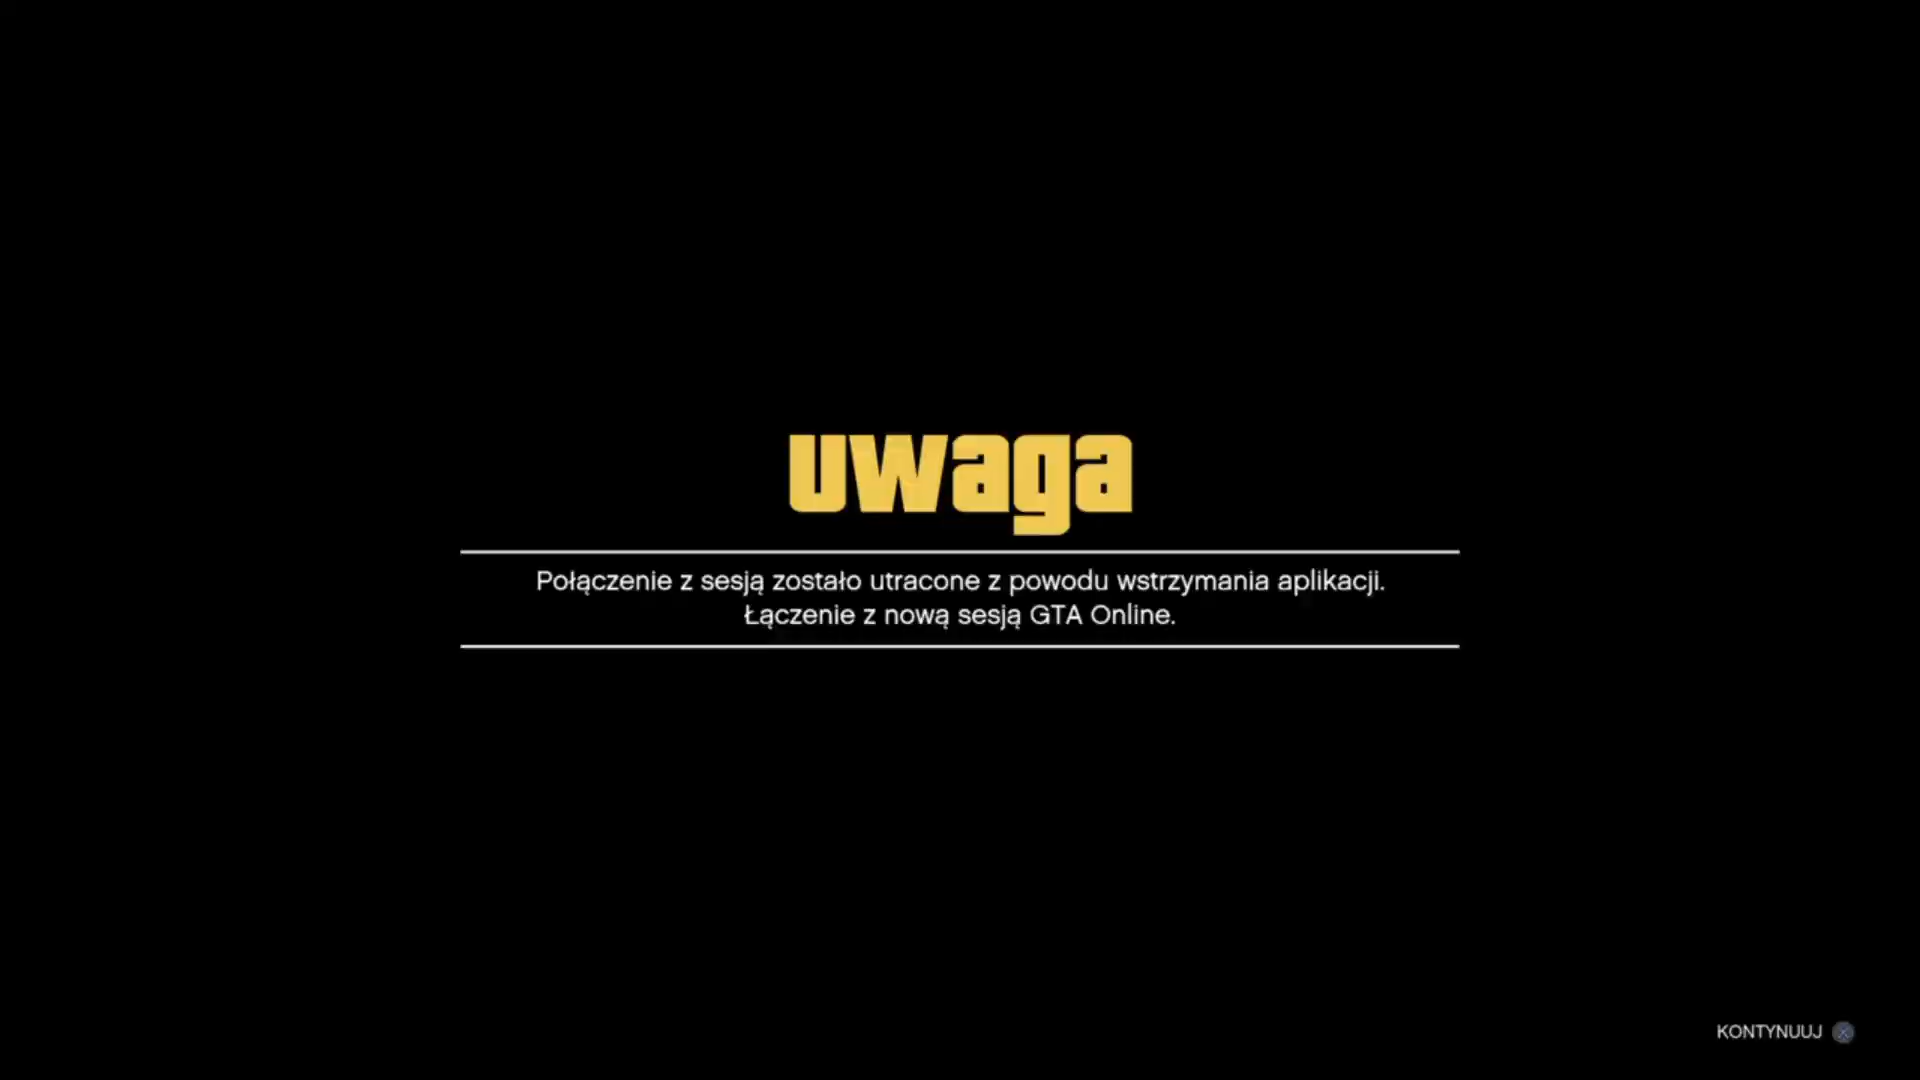 uwaga
Połączenie z sesją zostało utracone z powodu wstrzymania aplikacji.
Łączenie z nową sesją GTA Online.
KONTYNUUJ